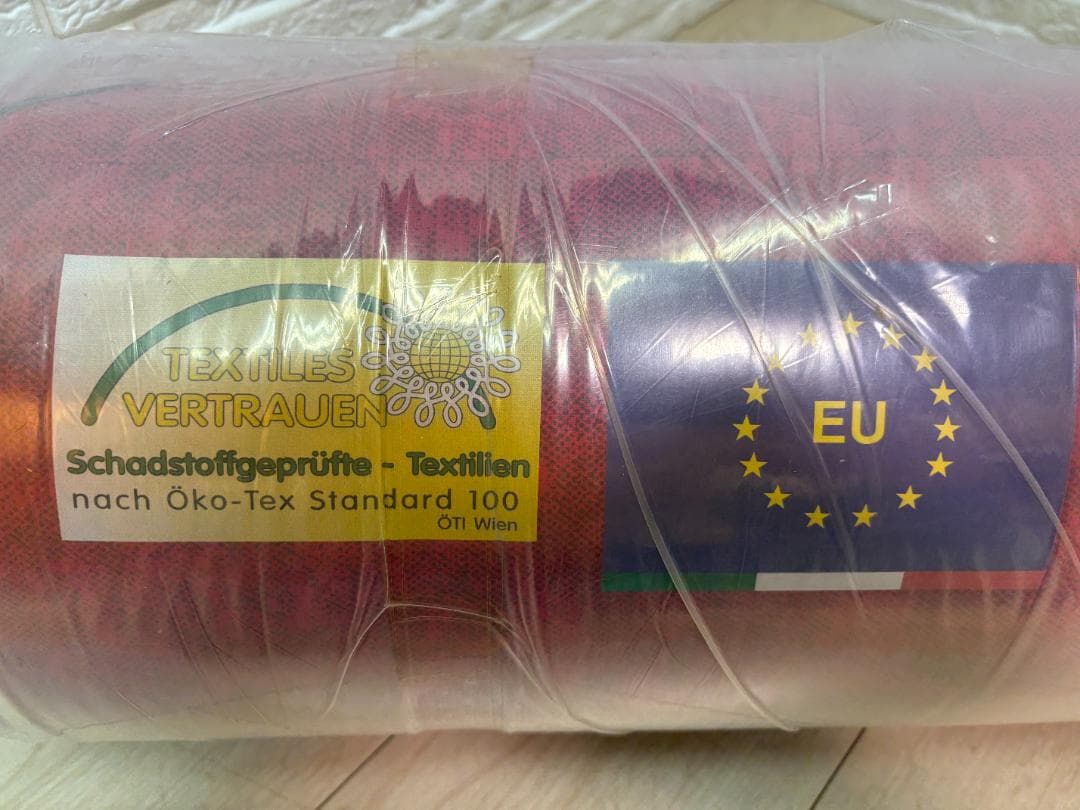 TEXTILES
VERTRAUEN
Schadstoffgeprüfte - Textilien
nach Öko-Tex Standard 100
ÖTI Wien
EU